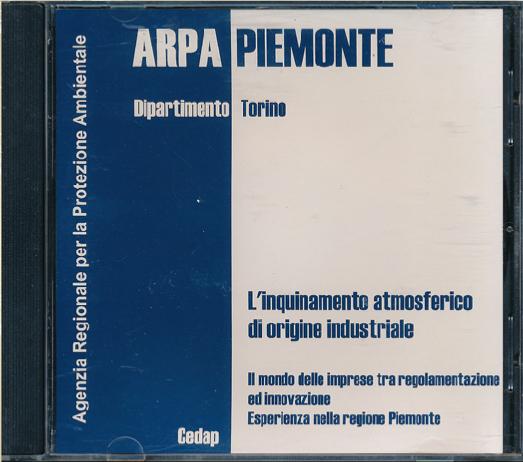 ARPA PIEMONTE
Dipartimento Torino
Agenzia Regionale per la Protezione Ambientale
L'inquinamento atmosferico
di origine industriale
Il mondo delle imprese tra regolamentazione
ed innovazione
Esperienza nella regione Piemonte
Cedap